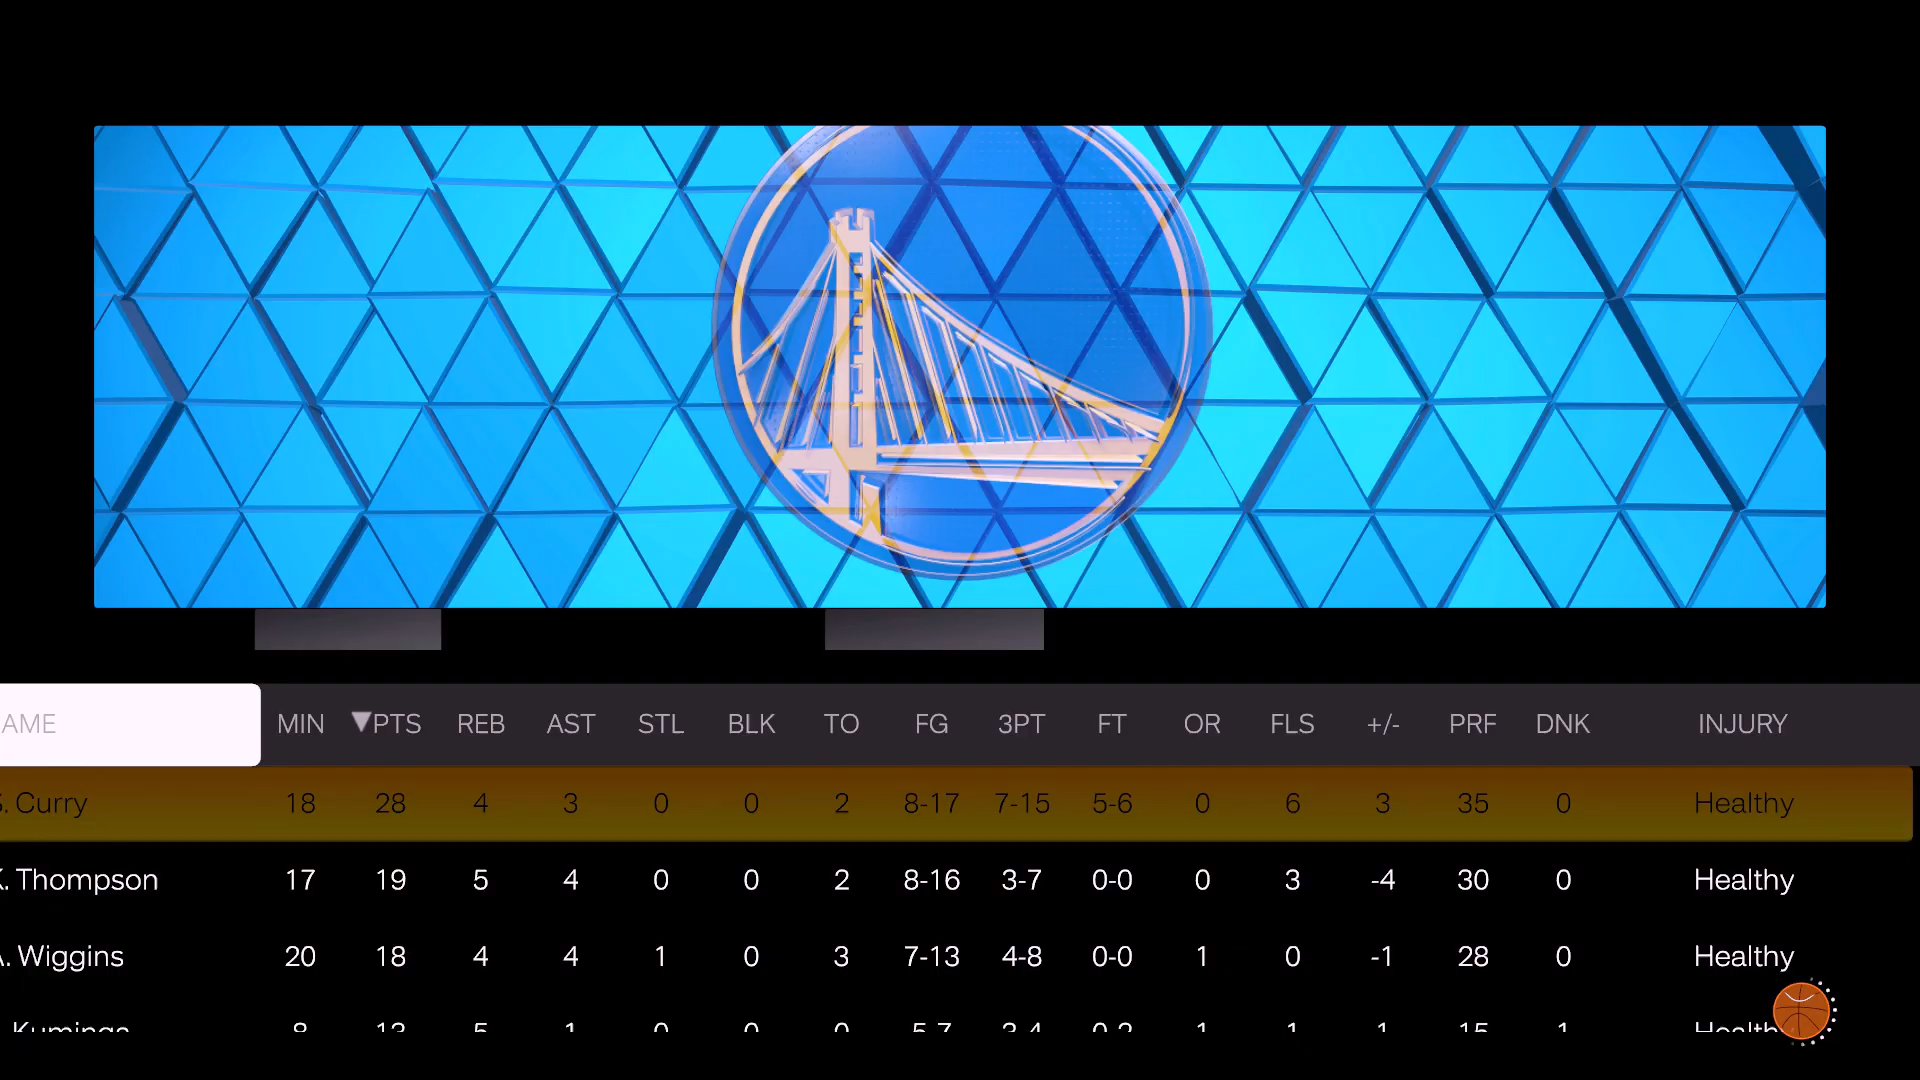 AME MIN ▼PTS REB AST STL BLK TO FG 3PT FT OR FLS +/- PRF DNK INJURY
S. Curry 18 28 4 3 0 0 2 8-17 7-15 5-6 0 6 3 35 0 Healthy
K. Thompson 17 19 5 4 0 0 2 8-16 3-7 0-0 0 3 -4 30 0 Healthy
A. Wiggins 20 18 4 4 1 0 3 7-13 4-8 0-0 1 0 -1 28 0 Healthy